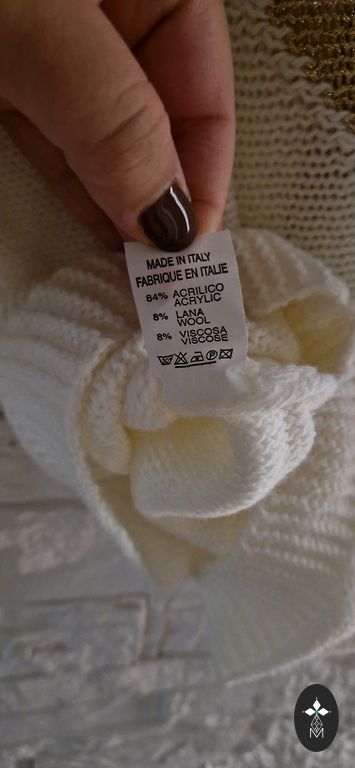 MADE IN ITALY
FABRIQUE EN ITALIE
84% ACRILICO
ACRYLIC
8% LANA
WOOL
8% VISCOSA
VISCOSE
P
M